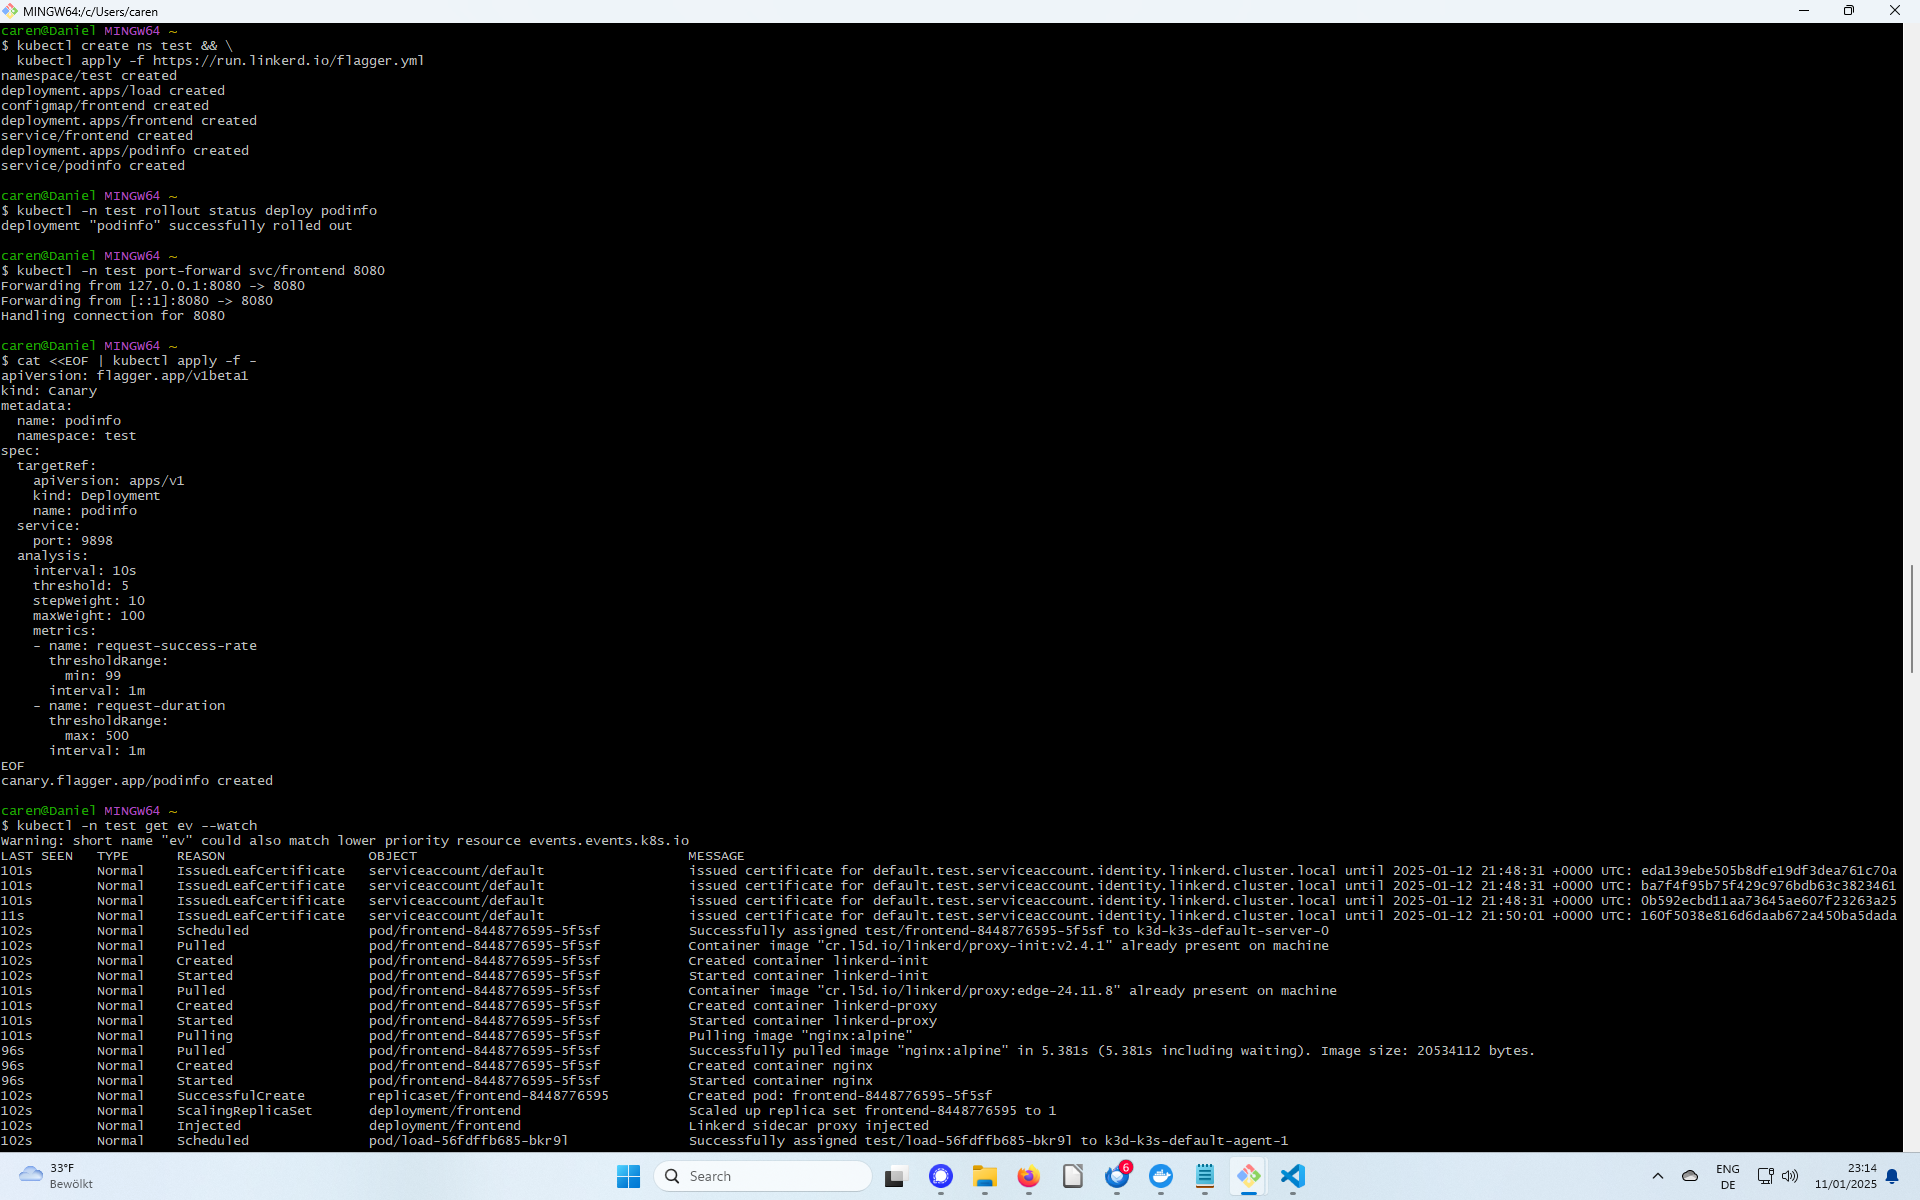 MINGW64:/c/Users/caren
caren@Daniel MINGW64 ~
$ kubectl create ns test && \
  kubectl apply -f https://run.linkerd.io/flagger.yml
namespace/test created
deployment.apps/load created
configmap/frontend created
deployment.apps/frontend created
service/frontend created
deployment.apps/podinfo created
service/podinfo created
caren@Daniel MINGW64 ~
$ kubectl -n test rollout status deploy podinfo
deployment "podinfo" successfully rolled out
caren@Daniel MINGW64 ~
$ kubectl -n test port-forward svc/frontend 8080
Forwarding from 127.0.0.1:8080 -> 8080
Forwarding from [::1]:8080 -> 8080
Handling connection for 8080
caren@Daniel MINGW64 ~
$ cat <<EOF | kubectl apply -f -
apiVersion: flagger.app/v1beta1
kind: Canary
metadata:
  name: podinfo
  namespace: test
spec:
  targetRef:
    apiVersion: apps/v1
    kind: Deployment
    name: podinfo
  service:
    port: 9898
  analysis:
    interval: 10s
    threshold: 5
    stepWeight: 10
    maxWeight: 100
    metrics:
    - name: request-success-rate
      thresholdRange:
        min: 99
      interval: 1m
    - name: request-duration
      thresholdRange:
        max: 500
      interval: 1m
EOF
canary.flagger.app/podinfo created
caren@Daniel MINGW64 ~
$ kubectl -n test get ev --watch
Warning: short name "ev" could also match lower priority resource events.events.k8s.io
LAST SEEN   TYPE     REASON                 OBJECT                                  MESSAGE
101s        Normal   IssuedLeafCertificate   serviceaccount/default                  issued certificate for default.test.serviceaccount.identity.linkerd.cluster.local until 2025-01-12 21:48:31 +0000 UTC: eda139ebe505b8dfe19df3dea761c70a
101s        Normal   IssuedLeafCertificate   serviceaccount/default                  issued certificate for default.test.serviceaccount.identity.linkerd.cluster.local until 2025-01-12 21:48:31 +0000 UTC: ba7f4f95b75f429c976bdb63c3823461
101s        Normal   IssuedLeafCertificate   serviceaccount/default                  issued certificate for default.test.serviceaccount.identity.linkerd.cluster.local until 2025-01-12 21:48:31 +0000 UTC: 0b592ecbd11aa73645ae607f23263a25
11s         Normal   IssuedLeafCertificate   serviceaccount/default                  issued certificate for default.test.serviceaccount.identity.linkerd.cluster.local until 2025-01-12 21:50:01 +0000 UTC: 160f5038e816d6daab672a450ba5dada
102s        Normal   Scheduled               pod/frontend-8448776595-5f5sf           Successfully assigned test/frontend-8448776595-5f5sf to k3d-k3s-default-server-0
102s        Normal   Pulled                  pod/frontend-8448776595-5f5sf           Container image "cr.l5d.io/linkerd/proxy-init:v2.4.1" already present on machine
102s        Normal   Created                 pod/frontend-8448776595-5f5sf           Created container linkerd-init
102s        Normal   Started                 pod/frontend-8448776595-5f5sf           Started container linkerd-init
101s        Normal   Pulled                  pod/frontend-8448776595-5f5sf           Container image "cr.l5d.io/linkerd/proxy:edge-24.11.8" already present on machine
101s        Normal   Created                 pod/frontend-8448776595-5f5sf           Created container linkerd-proxy
101s        Normal   Started                 pod/frontend-8448776595-5f5sf           Started container linkerd-proxy
101s        Normal   Pulling                 pod/frontend-8448776595-5f5sf           Pulling image "nginx:alpine"
96s         Normal   Pulled                  pod/frontend-8448776595-5f5sf           Successfully pulled image "nginx:alpine" in 5.381s (5.381s including waiting). Image size: 20534112 bytes.
96s         Normal   Created                 pod/frontend-8448776595-5f5sf           Created container nginx
96s         Normal   Started                 pod/frontend-8448776595-5f5sf           Started container nginx
102s        Normal   SuccessfulCreate        replicaset/frontend-8448776595          Created pod: frontend-8448776595-5f5sf
102s        Normal   ScalingReplicaSet       deployment/frontend                     Scaled up replica set frontend-8448776595 to 1
102s        Normal   Injected                deployment/frontend                     Linkerd sidecar proxy injected
102s        Normal   Scheduled               pod/load-56fdffb685-bkr9l               Successfully assigned test/load-56fdffb685-bkr9l to k3d-k3s-default-agent-1
33°F
Bewölkt
Search
6
ENG
DE
23:14
11/01/2025